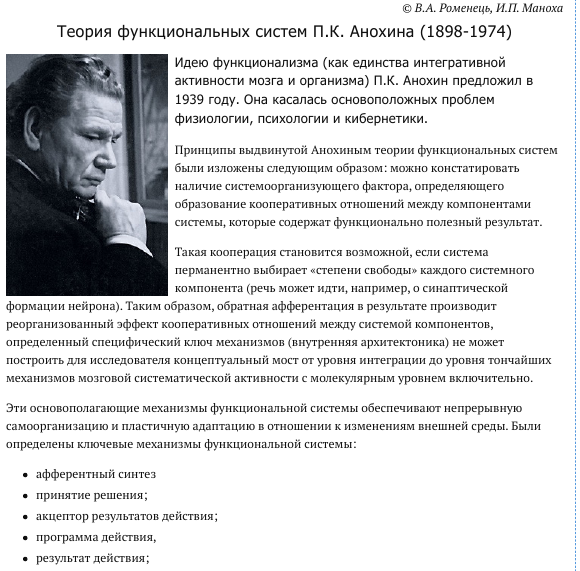 © В.А. Роменець, И.П. Маноха
Теория функциональных систем П.К. Анохина (1898-1974)
Идею функционализма (как единства интегративной
активности мозга и организма) П.К. Анохин предложил в
1939 году. Она касалась основоположных проблем
физиологии, психологии и кибернетики.
Принципы выдвинутой Анохиным теории функциональных систем
были изложены следующим образом: можно констатировать
наличие системоорганизующего фактора, определяющего
образование кооперативных отношений между компонентами
системы, которые содержат функционально полезный результат.
Такая кооперация становится возможной, если система
перманентно выбирает «степени свободы» каждого системного
компонента (речь может идти, например, о синаптической
формации нейрона). Таким образом, обратная афферентация в результате производит
реорганизованный эффект кооперативных отношений между системой компонентов,
определенный специфический ключ механизмов (внутренняя архитектоника) не может
построить для исследователя концептуальный мост от уровня интеграции до уровня тончайших
механизмов мозговой систематической активности с молекулярным уровнем включительно.
Эти основополагающие механизмы функциональной системы обеспечивают непрерывную
самоорганизацию и пластичную адаптацию в отношении к изменениям внешней среды. Были
определены ключевые механизмы функциональной системы:
• афферентный синтез
• принятие решения;
• акцептор результатов действия;
• программа действия,
• результат действия;